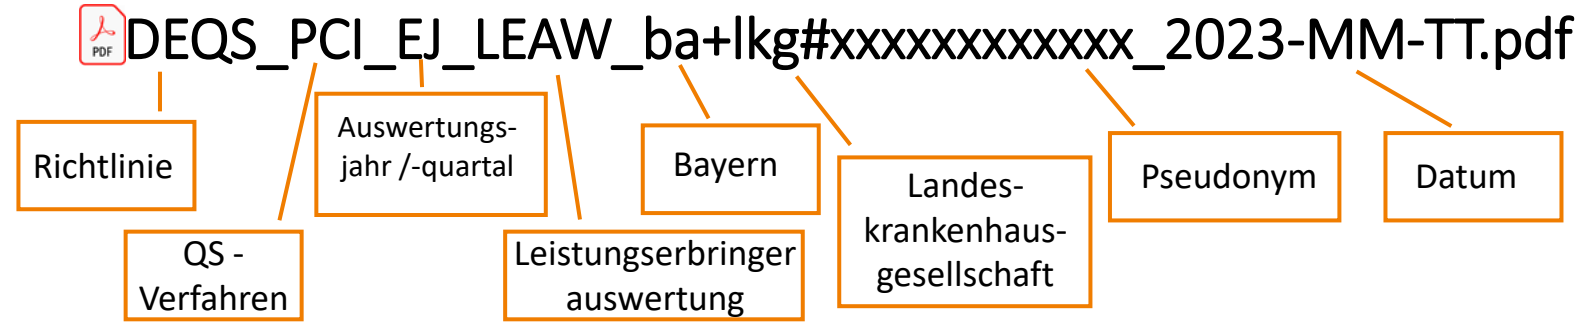 PDF
DEQS_PCI_EJ_LEAW_ba+lkg#xxxxxxxxxxxx_2023-MM-TT.pdf
Richtlinie
QS -
Verfahren
Auswertungs-
jahr /-quartal
Leistungserbringer
auswertung
Bayern
Landes-
krankenhaus-
gesellschaft
Pseudonym
Datum